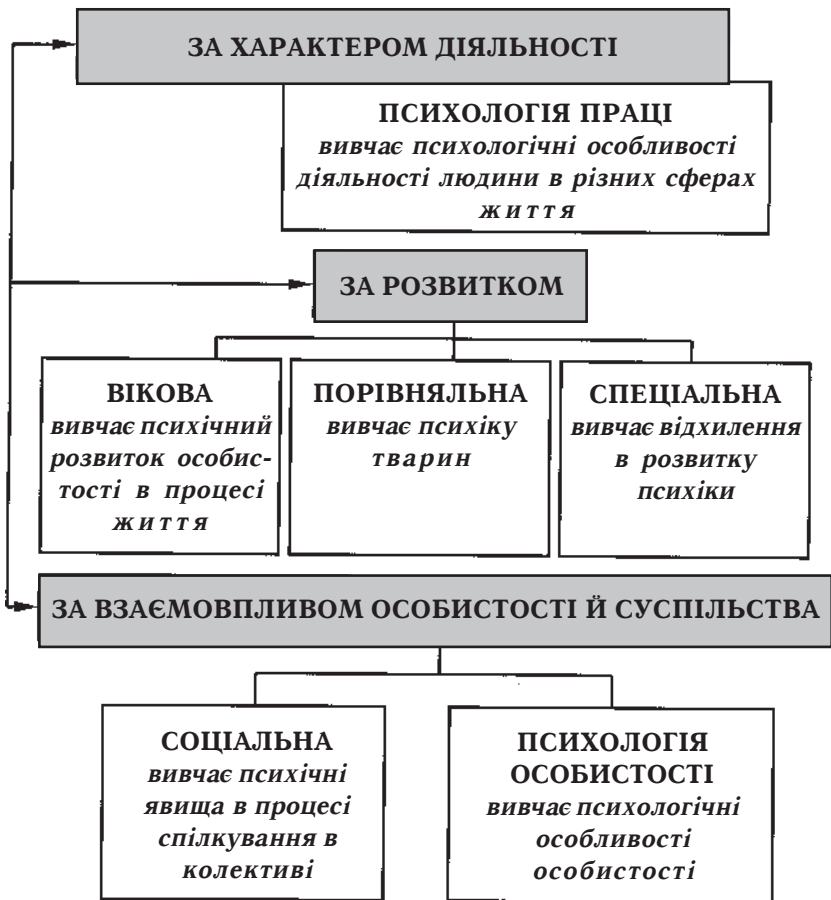 ЗА ХАРАКТЕРОМ ДІЯЛЬНОСТІ
ПСИХОЛОГІЯ ПРАЦІ
вивчає психологічні особливості
діяльності людини в різних сферах
життя
ЗА РОЗВИТКОМ
ВІКОВА
вивчає психічний
розвиток особис-
тості в процесі
життя
ПОРІВНЯЛЬНА
вивчає психіку
тварин
СПЕЦІАЛЬНА
вивчає відхилення
в розвитку
психіки
ЗА ВЗАЄМОВПЛИВОМ ОСОБИСТОСТІ Й СУСПІЛЬСТВА
СОЦІАЛЬНА
вивчає психічні
явища в процесі
спілкування в
колективі
ПСИХОЛОГІЯ
ОСОБИСТОСТІ
вивчає психологічні
особливості
особистості